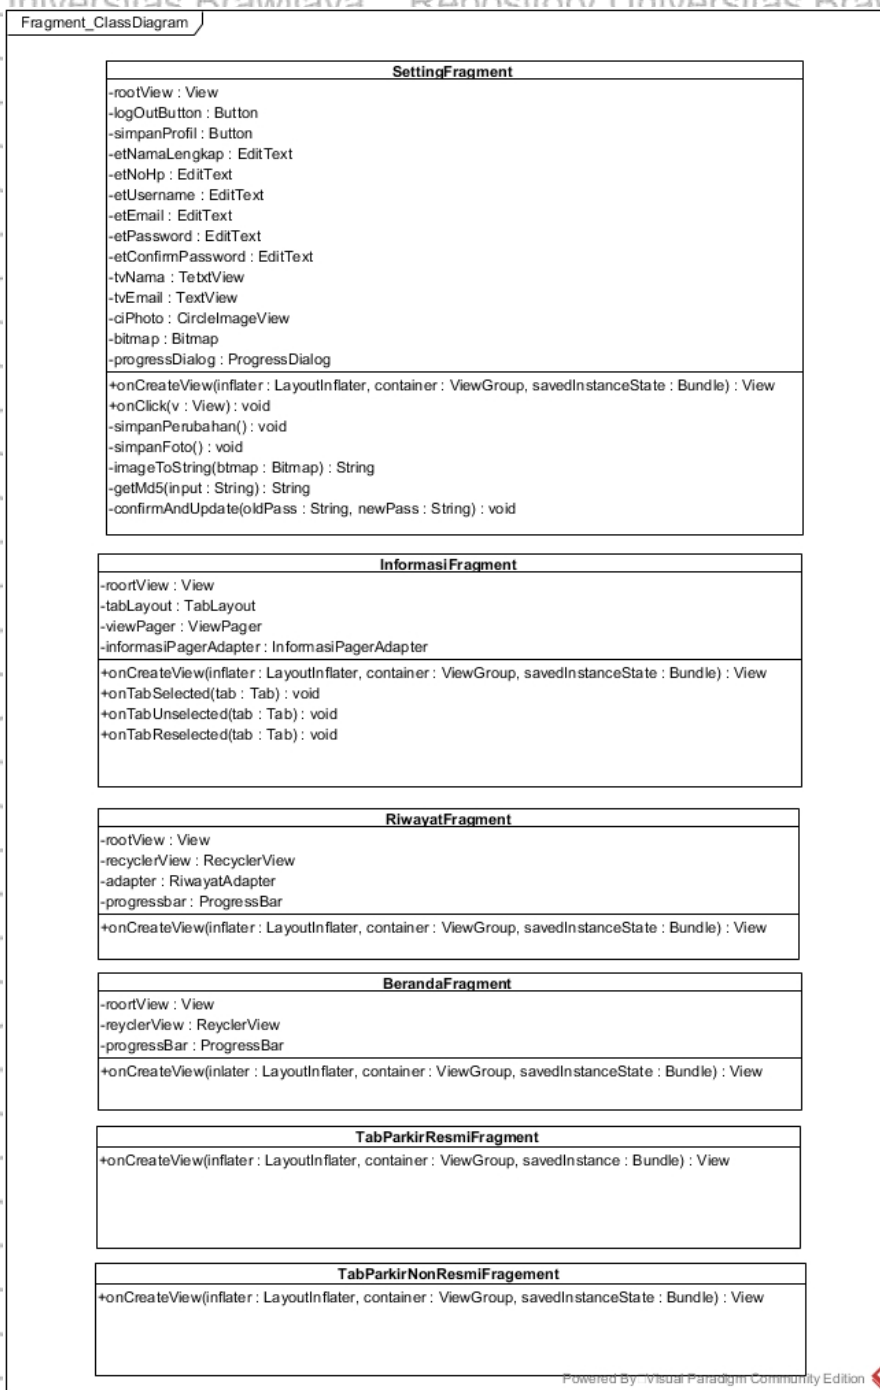 Universitas Brawijaya Repository Universitas Braw
Fragment_ClassDiagram
SettingFragment
-rootView : View
-logOutButton : Button
-simpanProfil : Button
-etNamaLengkap : EditText
-etNoHp : EditText
-etUsername : EditText
-etEmail : EditText
-etPassword : EditText
-etConfirmPassword : EditText
-tvNama : TetxtView
-tvEmail : TextView
-ciPhoto : CircleImageView
-bitmap : Bitmap
-progressDialog : ProgressDialog
+onCreateView(inflater : LayoutInflater, container : ViewGroup, savedInstanceState : Bundle) : View
+onClick(v : View) : void
-simpanPerubahan() : void
-simpanFoto() : void
-imageToString(btmap : Bitmap) : String
-getMd5(input : String) : String
-confirmAndUpdate(oldPass : String, newPass : String) : void
InformasiFragment
-roortView : View
-tabLayout : TabLayout
-viewPager : ViewPager
-informasiPagerAdapter : InformasiPagerAdapter
+onCreateView(inflater : LayoutInflater, container : ViewGroup, savedInstanceState : Bundle) : View
+onTabSelected(tab : Tab) : void
+onTabUnselected(tab : Tab) : void
+onTabReselected(tab : Tab) : void
RiwayatFragment
-rootView : View
-recyclerView : RecyclerView
-adapter : RiwayatAdapter
-progressbar : ProgressBar
+onCreateView(inflater : LayoutInflater, container : ViewGroup, savedInstanceState : Bundle) : View
BerandaFragment
-roortView : View
-reyclerView : ReyclerView
-progressBar : ProgressBar
+onCreateView(inlater : LayoutInflater, container : ViewGroup, savedInstanceState : Bundle) : View
TabParkirResmiFragment
+onCreateView(inflater : LayoutInflater, container : ViewGroup, savedInstance : Bundle) : View
TabParkirNonResmiFragement
+onCreateView(inflater : LayoutInflater, container : ViewGroup, savedInstanceState : Bundle) : View
Powered By Visual Paradigm Community Edition